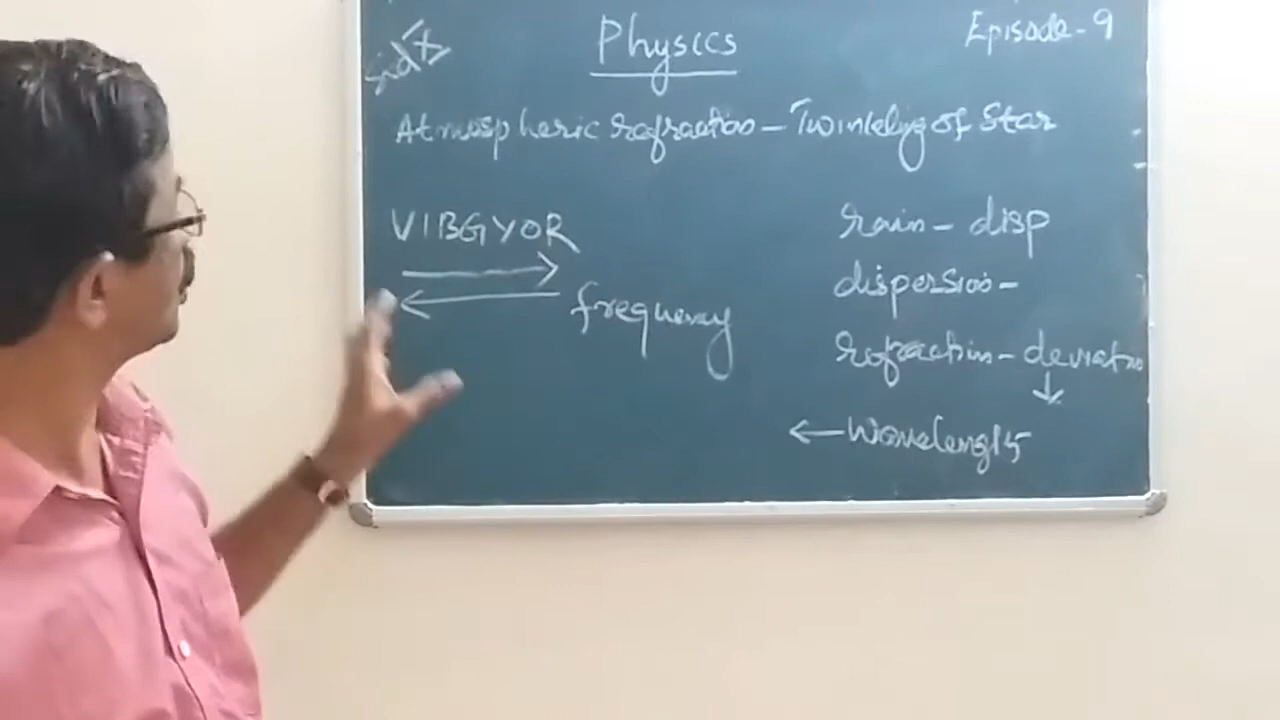 Physics
Episode-9
Atmospheric refraction - Twinkling of Star
VIBGYOR
frequency
rain - disp
dispersion -
refraction - deviation
← wavelength